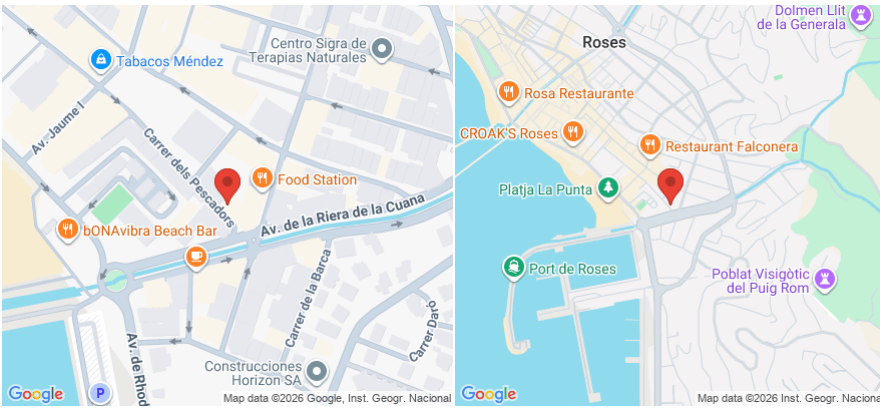 Centro Sigra de
Terapias Naturales
Tabacos Méndez
Av. Jaume I
Carrer dels Pescadors
Food Station
Av. de la Riera de la Cuana
bONAvibra Beach Bar
Carrer de la Barca
Carrer Daró
Av. de Rhod
Construcciones
Horizon SA
P
Google
Map data ©2026 Google, Inst. Geogr. Nacional
Dolmen Llit
de la Generala
Roses
Rosa Restaurante
CROAK'S Roses
Restaurant Falconera
Platja La Punta
Port de Roses
Poblat Visigòtic
del Puig Rom
Google
Map data ©2026 Google, Inst. Geogr. Naciona